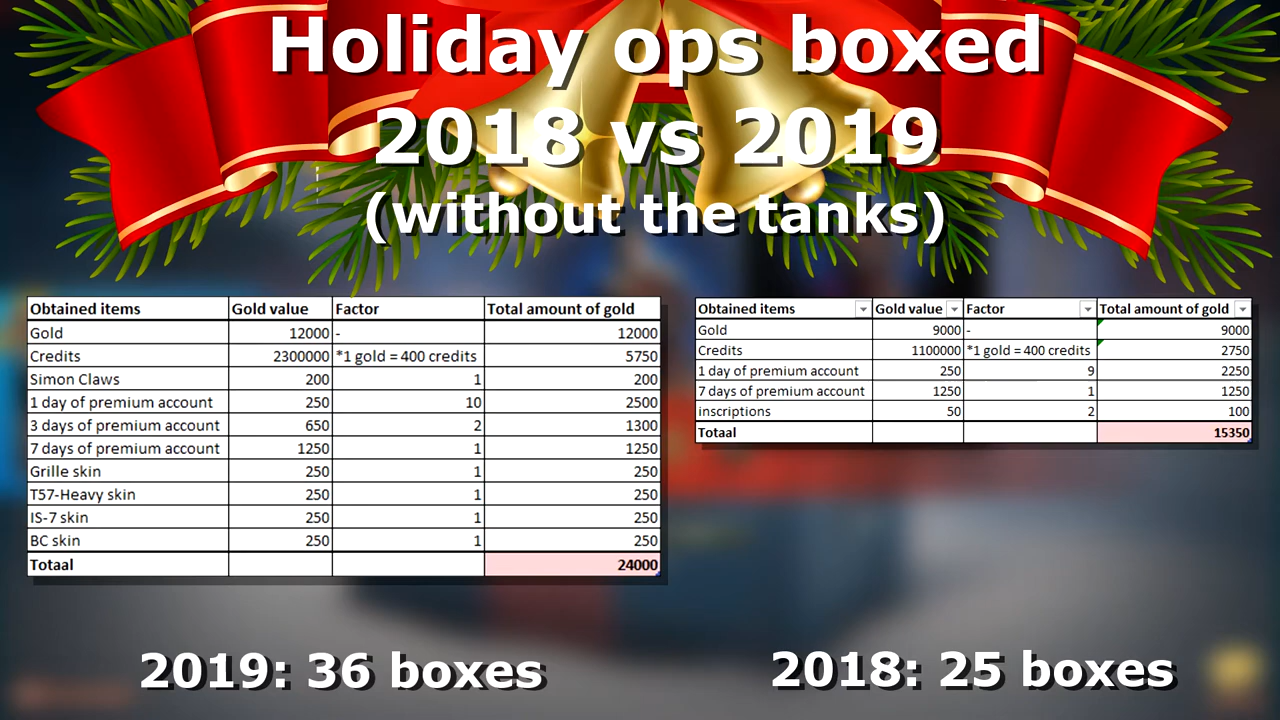 Holiday ops boxed
2018 vs 2019
(without the tanks)
Obtained items Gold value Factor Total amount of gold
Gold 12000 - 12000
Credits 2300000 *1 gold = 400 credits 5750
Simon Claws 200 1 200
1 day of premium account 250 10 2500
3 days of premium account 650 2 1300
7 days of premium account 1250 1 1250
Grille skin 250 1 250
T57-Heavy skin 250 1 250
IS-7 skin 250 1 250
BC skin 250 1 250
Totaal 24000
Obtained items Gold value Factor Total amount of gold
Gold 9000 - 9000
Credits 1100000 *1 gold = 400 credits 2750
1 day of premium account 250 9 2250
7 days of premium account 1250 1 1250
inscriptions 50 2 100
Totaal 15350
2019: 36 boxes
2018: 25 boxes